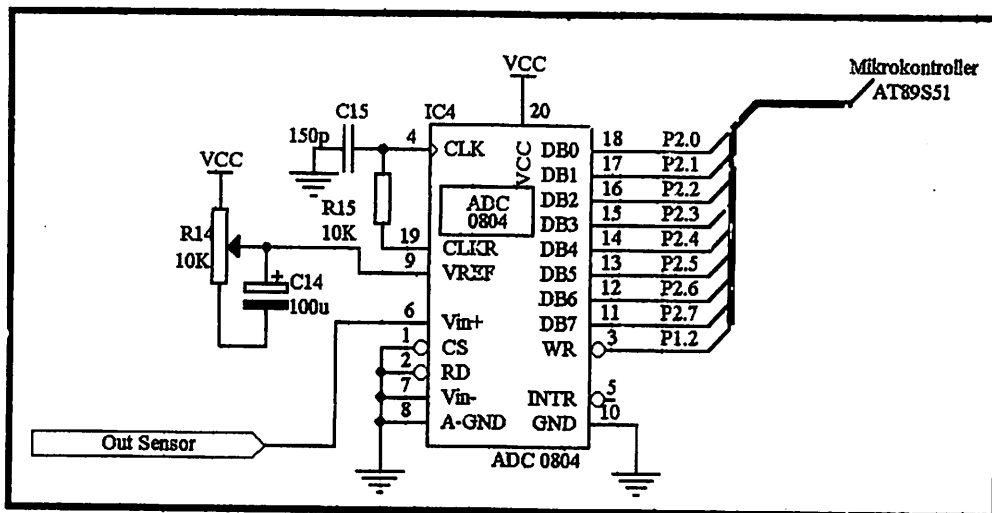 VCC
Mikrokontroller
AT89S51
C15
IC4
20
150p
4
CLK
VCC
DB0
18
P2.0
DB1
17
P2.1
VCC
ADC
0804
DB2
16
P2.2
R15
10K
DB3
15
P2.3
R14
10K
19
CLKR
DB4
14
P2.4
9
VREF
DB5
13
P2.5
+
C14
100u
DB6
12
P2.6
6
Vin+
DB7
11
P2.7
1
CS
WR
3
P1.2
2
RD
7
Vin-
INTR
5
8
A-GND
GND
10
Out Sensor
ADC 0804